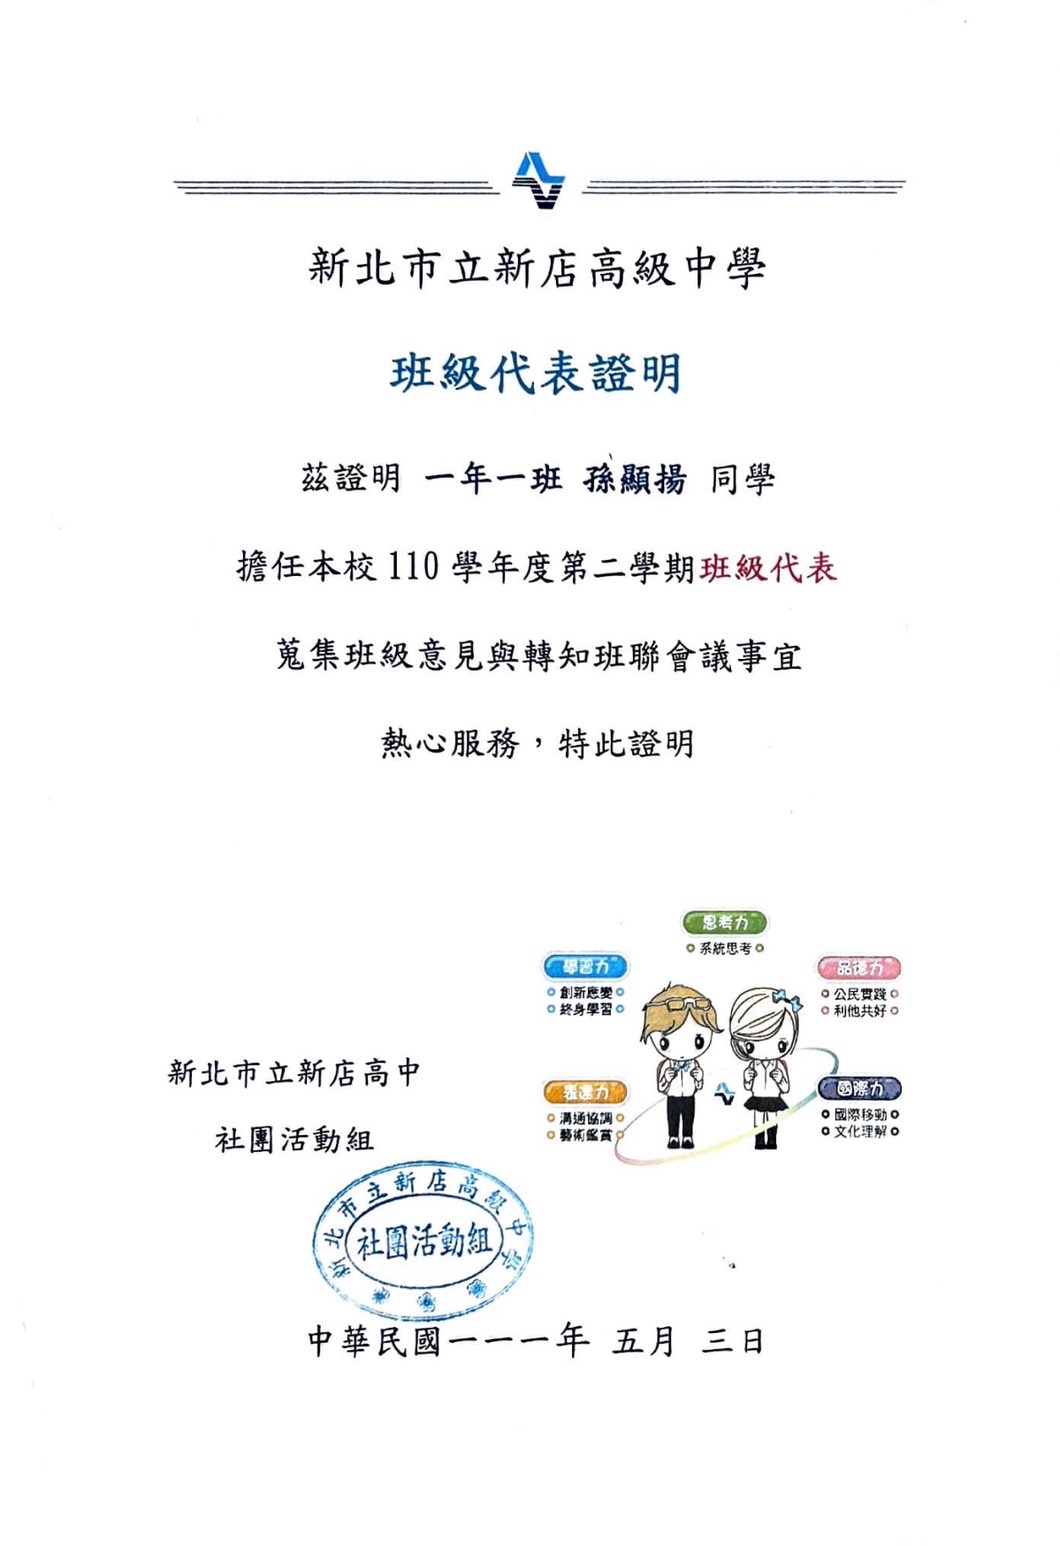 新北市立新店高級中學
班級代表證明
茲證明 一年一班 孫顯揚 同學
擔任本校 110 學年度第二學期班級代表
蒐集班級意見與轉知班聯會議事宜
熱心服務，特此證明
思考力
系統思考
學習力
創新應變
終身學習
品德力
公民實踐
利他共好
表達力
溝通協調
藝術鑑賞
國際力
國際移動
文化理解
新北市立新店高中
社團活動組
新北市立新店高級中學
社團活動組
中華民國一一一年 五月 三日